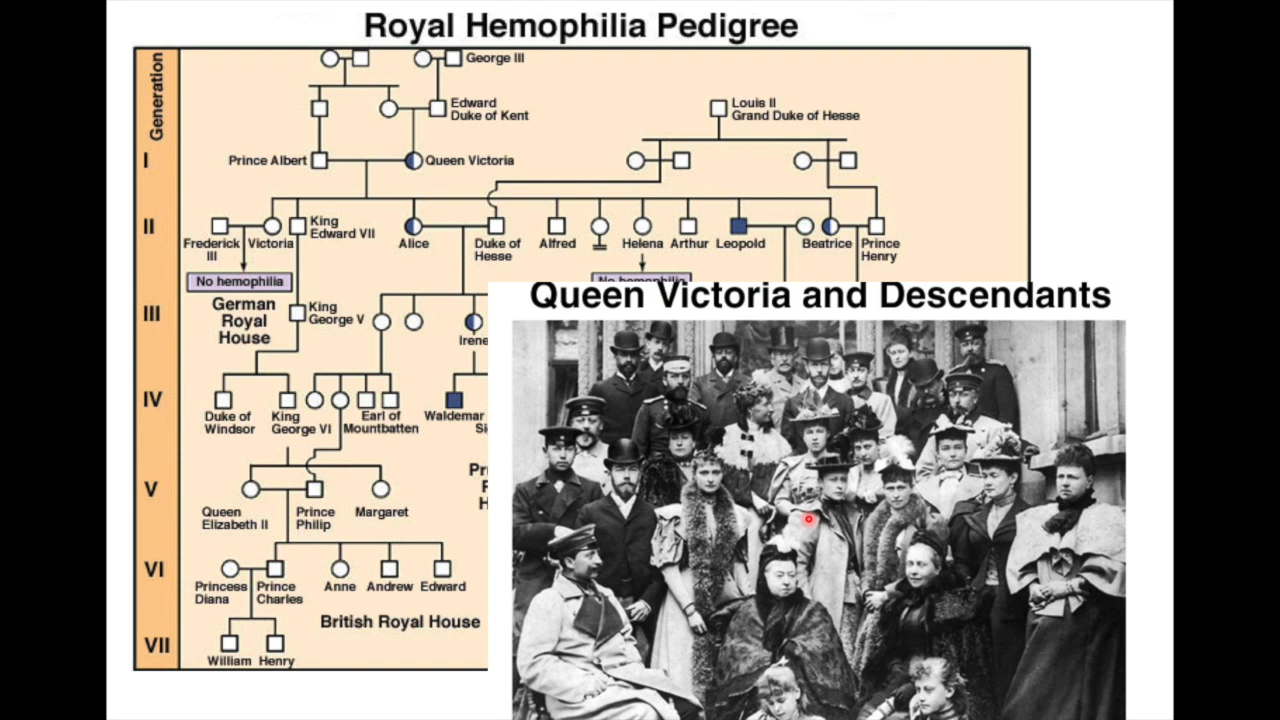 Royal Hemophilia Pedigree
Generation
George III
Edward
Duke of Kent
Louis II
Grand Duke of Hesse
I
Prince Albert
Queen Victoria
II
Frederick
III
Victoria
King
Edward VII
Alice
Duke of
Hesse
Alfred
Helena
Arthur
Leopold
Beatrice
Prince
Henry
No hemophilia
No hemophilia
Queen Victoria and Descendants
III
German
Royal
House
King
George V
Irene
IV
Duke of
Windsor
King
George VI
Earl of
Mountbatten
Waldemar
Si
Pr
V
Queen
Elizabeth II
Prince
Philip
Margaret
H
VI
Princess
Diana
Prince
Charles
Anne
Andrew
Edward
British Royal House
VII
William
Henry